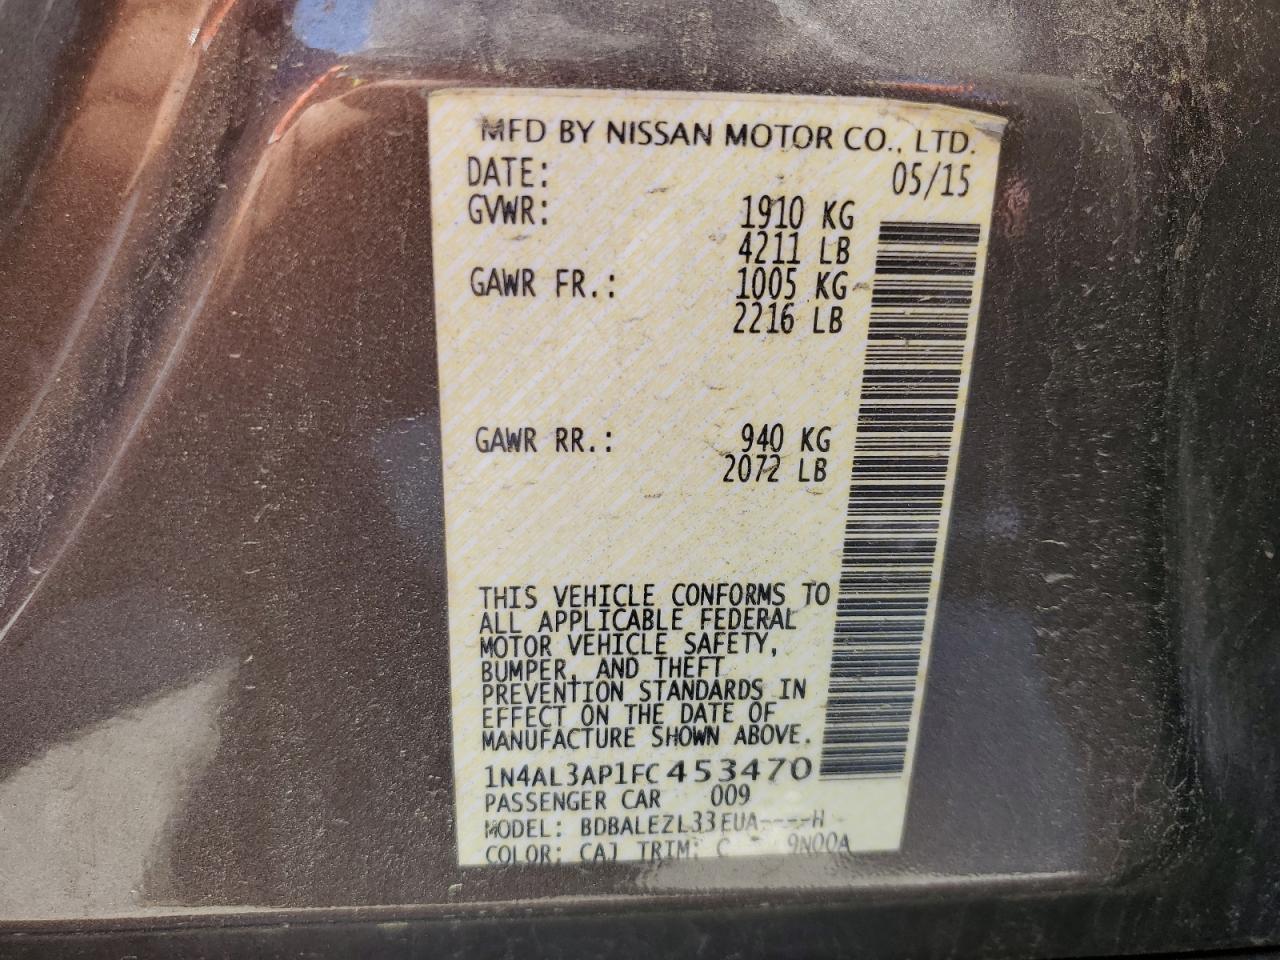 MFD BY NISSAN MOTOR CO., LTD.
DATE: 05/15
GVWR: 1910 KG
4211 LB
GAWR FR.: 1005 KG
2216 LB
GAWR RR.: 940 KG
2072 LB
THIS VEHICLE CONFORMS TO
ALL APPLICABLE FEDERAL
MOTOR VEHICLE SAFETY,
BUMPER, AND THEFT
PREVENTION STANDARDS IN
EFFECT ON THE DATE OF
MANUFACTURE SHOWN ABOVE.
1N4AL3AP1FC453470
PASSENGER CAR 009
MODEL: BDBALEZL33EUA----H
COLOR: CAJ TRIM: